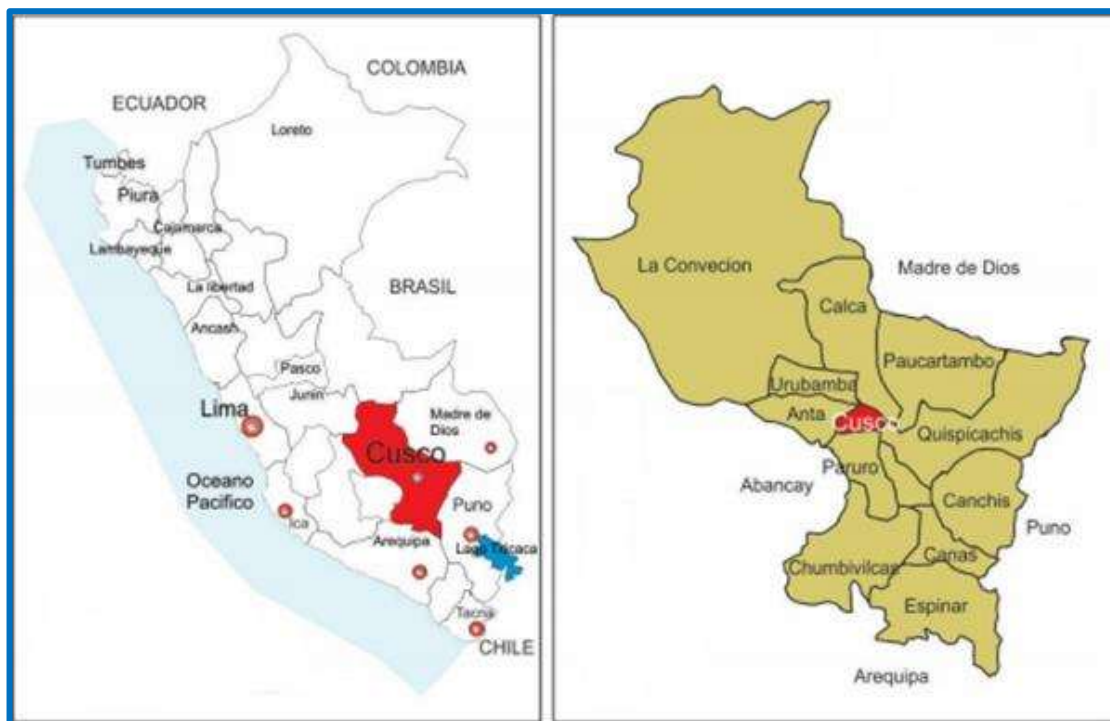 COLOMBIA
ECUADOR
Loreto
Tumbes
Piura
Cajamarca
Lambayeque
La libertad
BRASIL
Ancash
Pasco
Junin
Lima
Madre de
Dios
Cusco
Oceano
Pacifico
Puno
Ica
Arequipa
Lago Titicaca
Tacna
CHILE
La Convecion
Madre de Dios
Calca
Paucartambo
Urubamba
Anta
Cusco
Quispicachis
Paruro
Abancay
Canchis
Puno
Canas
Chumbivilcas
Espinar
Arequipa